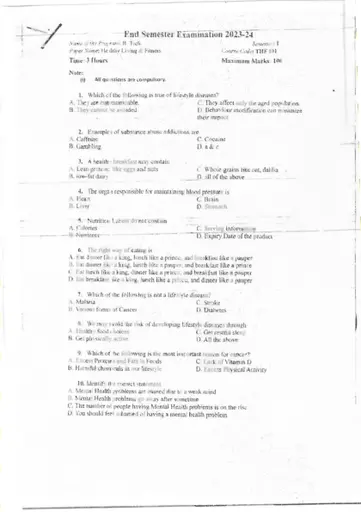 End Semester Examination 2023-24
Name of the Program: B. Tech Semester: I
Paper Name: Healthy Living & Fitness Course Code: THF 101
Time: 3 Hours Maximum Marks: 100
Note:
(i) All questions are compulsory.
1. Which of the following is true of lifestyle diseases?
A. They are non-communicable C. They affect only the aged population
B. They cannot be avoided D. Behaviour modification can minimize
their impact
2. Examples of substance abuse/addictions are
A. Caffeine C. Cocaine
B. Gambling D. a & c
3. A healthy breakfast may contain
A. Lean protein like eggs and nuts C. Whole grains like oat, dahlia
B. low-fat dairy D. all of the above
4. The organ responsible for maintaining blood pressure is
A. Heart C. Brain
B. Liver D. Stomach
5. Nutrition Labels do not contain
A. Calories C. Serving information
B. Nutrients D. Expiry Date of the product
6. The right way of eating is
A. Eat dinner like a king, lunch like a prince, and breakfast like a pauper
B. Eat dinner like a king, lunch like a pauper, and breakfast like a prince
C. Eat lunch like a king, dinner like a prince, and breakfast like a pauper
D. Eat breakfast like a king, lunch like a prince, and dinner like a pauper
7. Which of the following is not a lifestyle disease?
A. Malaria C. Stroke
B. Various forms of Cancer D. Diabetes
8. We may avoid the risk of developing lifestyle diseases through
A. Healthy food choices C. Get enough sleep
B. Get physically active D. All the above
9. Which of the following is the most important reason for cancer?
A. Excess Proteins and Fats in Foods C. Lack of Vitamin D
B. Harmful chemicals in our lifestyle D. Excess Physical Activity
10. Identify the correct statement
A. Mental Health problems are caused due to a weak mind
B. Mental Health problems go away after sometime
C. The number of people having Mental Health problems is on the rise
D. You should feel ashamed of having a mental health problem